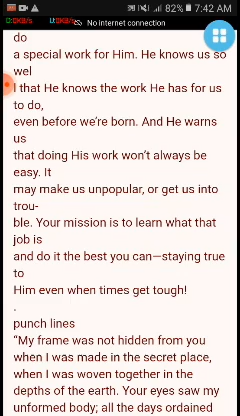 0:0KB/s U:0KB/s No internet connection 82% 7:42 AM
do
a special work for Him. He knows us so
wel
l that He knows the work He has for us
to do,
even before we're born. And He warns
us
that doing His work won't always be
easy. It
may make us unpopular, or get us into
trou-
ble. Your mission is to learn what that
job is
and do it the best you can—staying true
to
Him even when times get tough!
.
punch lines
“My frame was not hidden from you
when I was made in the secret place,
when I was woven together in the
depths of the earth. Your eyes saw my
unformed body; all the days ordained